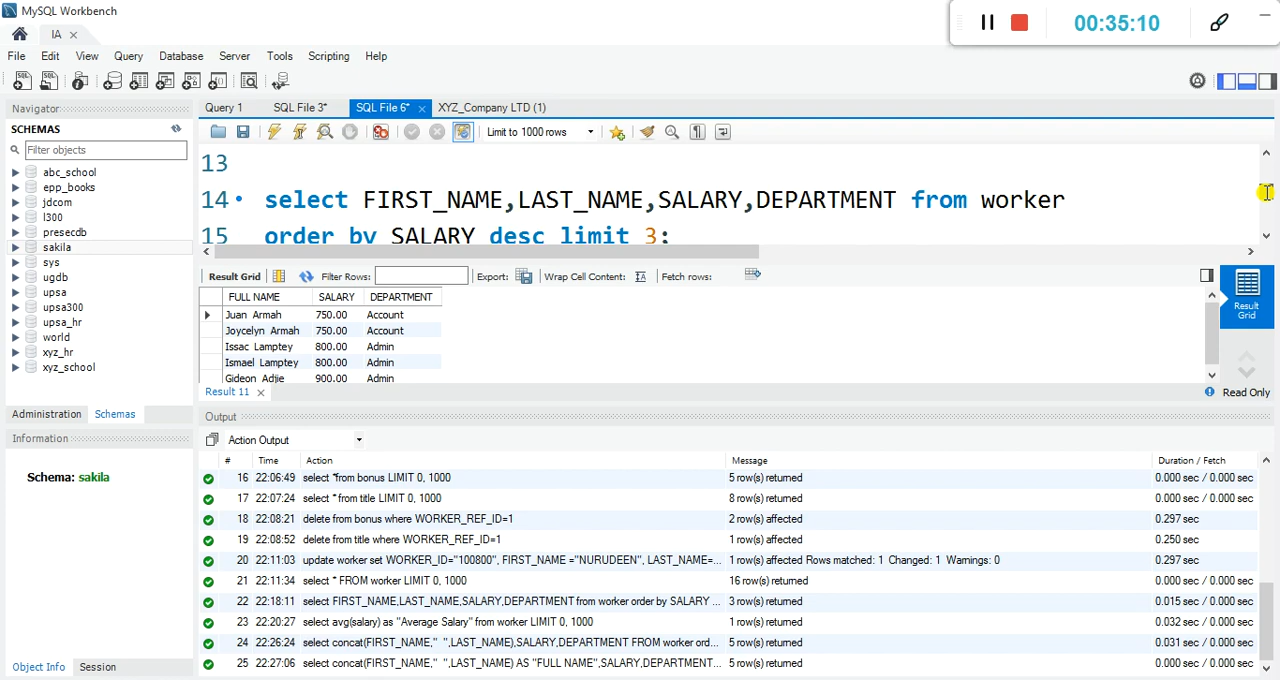 MySQL Workbench
00:35:10
IA
File Edit View Query Database Server Tools Scripting Help
Navigator
Query 1 SQL File 3* SQL File 6* XYZ_Company LTD (1)
SCHEMAS
Limit to 1000 rows
Filter objects
abc_school
epp_books
jdcom
l300
presecdb
sakila
sys
ugdb
upsa
upsa300
upsa_hr
world
xyz_hr
xyz_school
13
14 select FIRST_NAME,LAST_NAME,SALARY,DEPARTMENT from worker
15 order by SALARY desc limit 3;
Result Grid Filter Rows: Export: Wrap Cell Content: Fetch rows:
FULL NAME SALARY DEPARTMENT
Juan Armah 750.00 Account
Joycelyn Armah 750.00 Account
Issac Lamptey 800.00 Admin
Ismael Lamptey 800.00 Admin
Gideon Adjie 900.00 Admin
Result Grid
Result 11
Read Only
Administration Schemas
Information
Schema: sakila
Object Info Session
Output
Action Output
# Time Action Message Duration / Fetch
16 22:06:49 select *from bonus LIMIT 0, 1000 5 row(s) returned 0.000 sec / 0.000 sec
17 22:07:24 select * from title LIMIT 0, 1000 8 row(s) returned 0.000 sec / 0.000 sec
18 22:08:21 delete from bonus where WORKER_REF_ID=1 2 row(s) affected 0.297 sec
19 22:08:52 delete from title where WORKER_REF_ID=1 1 row(s) affected 0.250 sec
20 22:11:03 update worker set WORKER_ID="100800", FIRST_NAME ="NURUDEEN", LAST_NAME=... 1 row(s) affected Rows matched: 1 Changed: 1 Warnings: 0 0.297 sec
21 22:11:34 select * FROM worker LIMIT 0, 1000 16 row(s) returned 0.000 sec / 0.000 sec
22 22:18:11 select FIRST_NAME,LAST_NAME,SALARY,DEPARTMENT from worker order by SALARY ... 3 row(s) returned 0.015 sec / 0.000 sec
23 22:20:27 select avg(salary) as "Average Salary" from worker LIMIT 0, 1000 1 row(s) returned 0.032 sec / 0.000 sec
24 22:26:24 select concat(FIRST_NAME," ",LAST_NAME),SALARY,DEPARTMENT FROM worker ord... 5 row(s) returned 0.031 sec / 0.000 sec
25 22:27:06 select concat(FIRST_NAME," ",LAST_NAME) AS "FULL NAME",SALARY,DEPARTMENT... 5 row(s) returned 0.000 sec / 0.000 sec